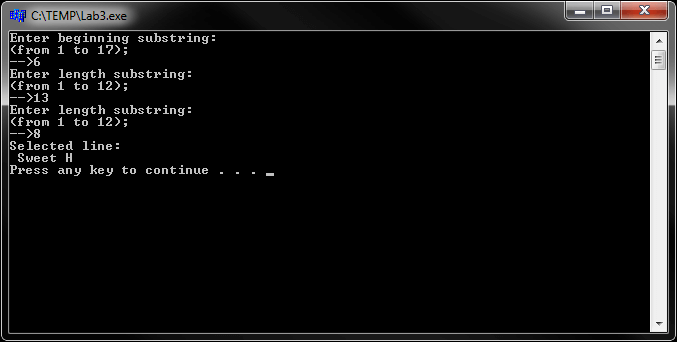 C:\TEMP\Lab3.exe
Enter beginning substring:
(from 1 to 17);
-->6
Enter length substring:
(from 1 to 12);
-->13
Enter length substring:
(from 1 to 12);
-->8
Selected line:
 Sweet H
Press any key to continue . . . _